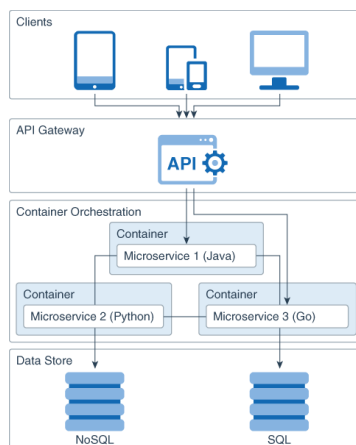 Clients
API Gateway
API
Container Orchestration
Container
Microservice 1 (Java)
Container
Microservice 2 (Python)
Container
Microservice 3 (Go)
Data Store
NoSQL
SQL